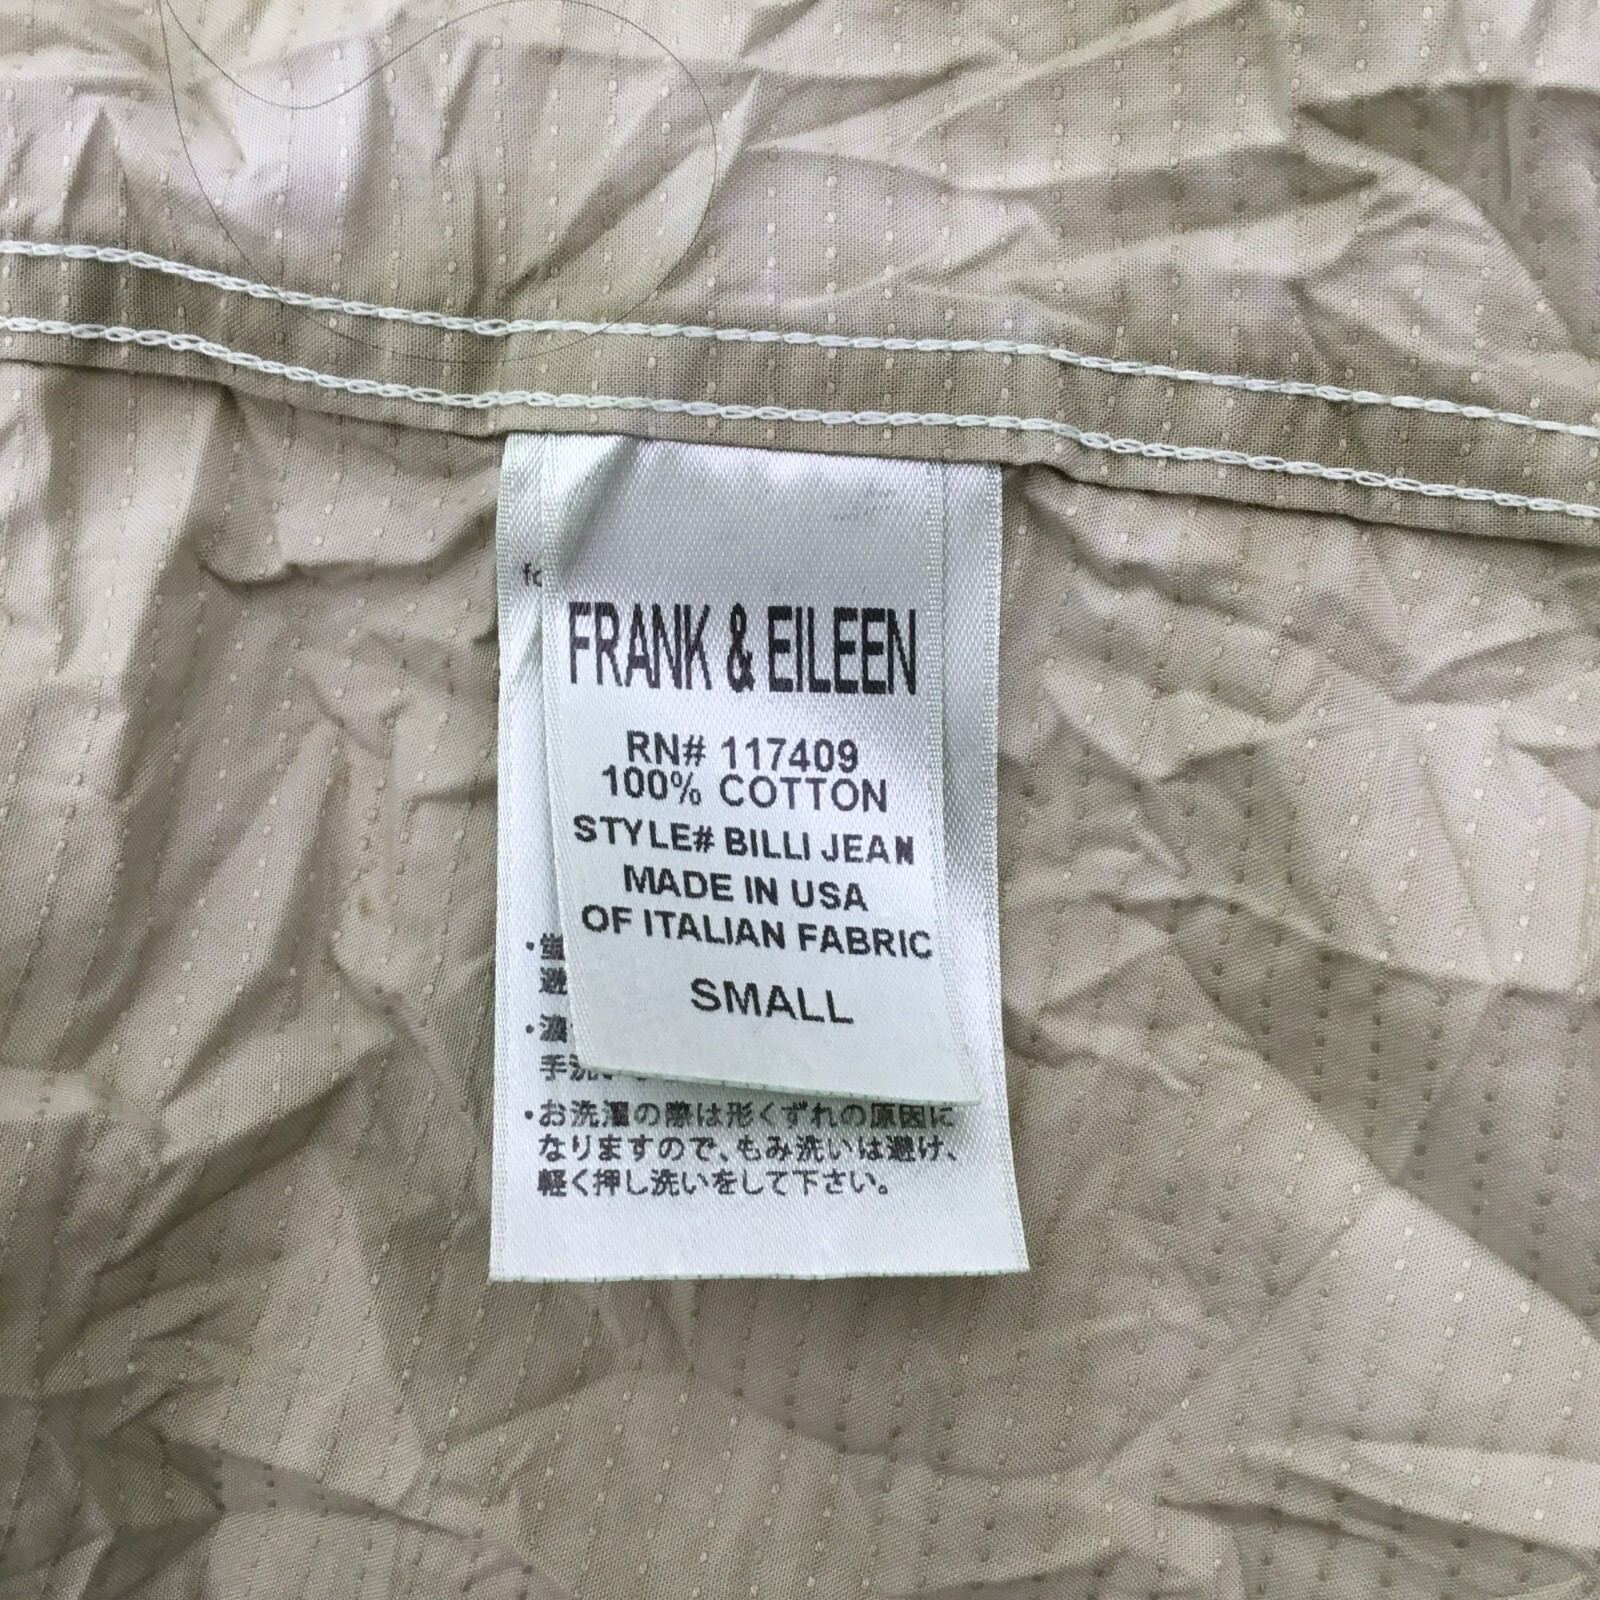 FRANK & EILEEN
RN# 117409
100% COTTON
STYLE# BILLI JEAN
MADE IN USA
OF ITALIAN FABRIC
SMALL
・お洗濯の際は形くずれの原因に
なりますので、もみ洗いは避け、
軽く押し洗いをして下さい。